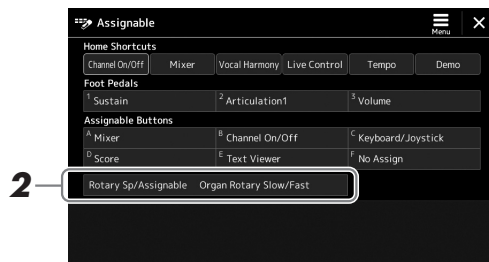 Assignable
Menu
Home Shortcuts
Channel On/Off Mixer Vocal Harmony Live Control Tempo Demo
Foot Pedals
1 Sustain 2 Articulation1 3 Volume
Assignable Buttons
A Mixer B Channel On/Off C Keyboard/Joystick
D Score E Text Viewer F No Assign
2 Rotary Sp/Assignable Organ Rotary Slow/Fast